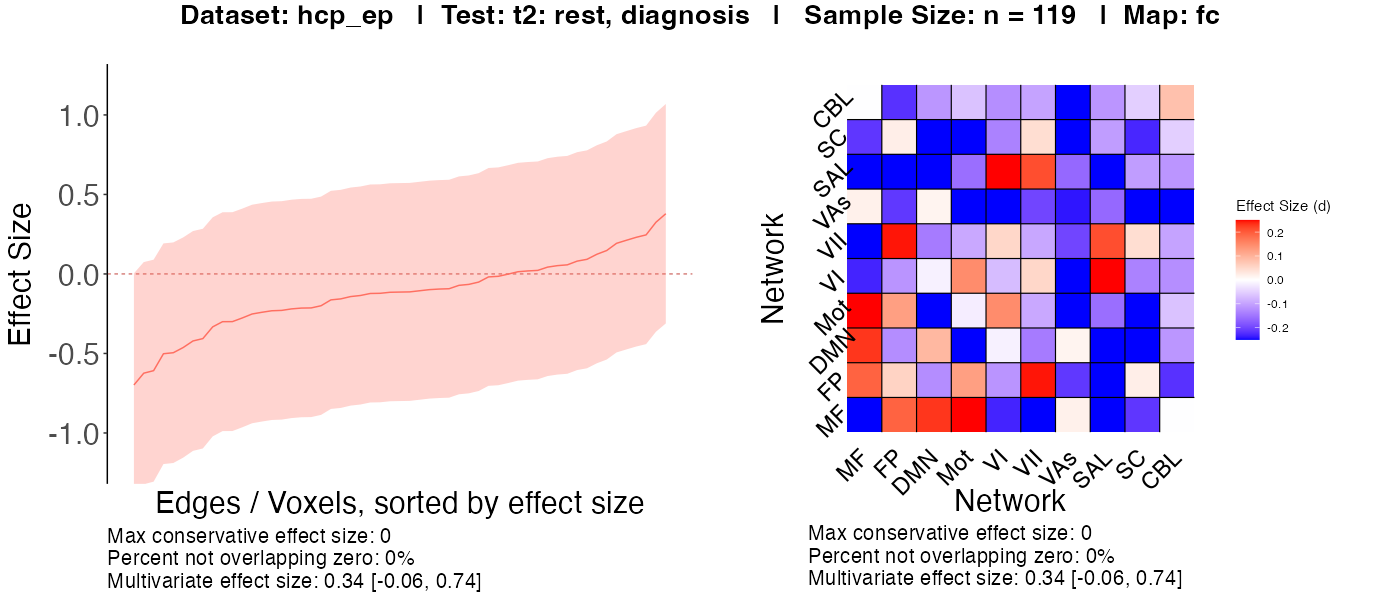 Dataset: hcp_ep | Test: t2: rest, diagnosis | Sample Size: n = 119 | Map: fc
Effect Size
1.0
0.5
0.0
-0.5
-1.0
Edges / Voxels, sorted by effect size
Max conservative effect size: 0
Percent not overlapping zero: 0%
Multivariate effect size: 0.34 [-0.06, 0.74]
Network
CBL
SC
SAL
VAs
VII
VI
Mot
DMN
FP
MF
MF FP DMN Mot VI VII VAs SAL SC CBL
Network
Max conservative effect size: 0
Percent not overlapping zero: 0%
Multivariate effect size: 0.34 [-0.06, 0.74]
Effect Size (d)
0.2
0.1
0.0
-0.1
-0.2